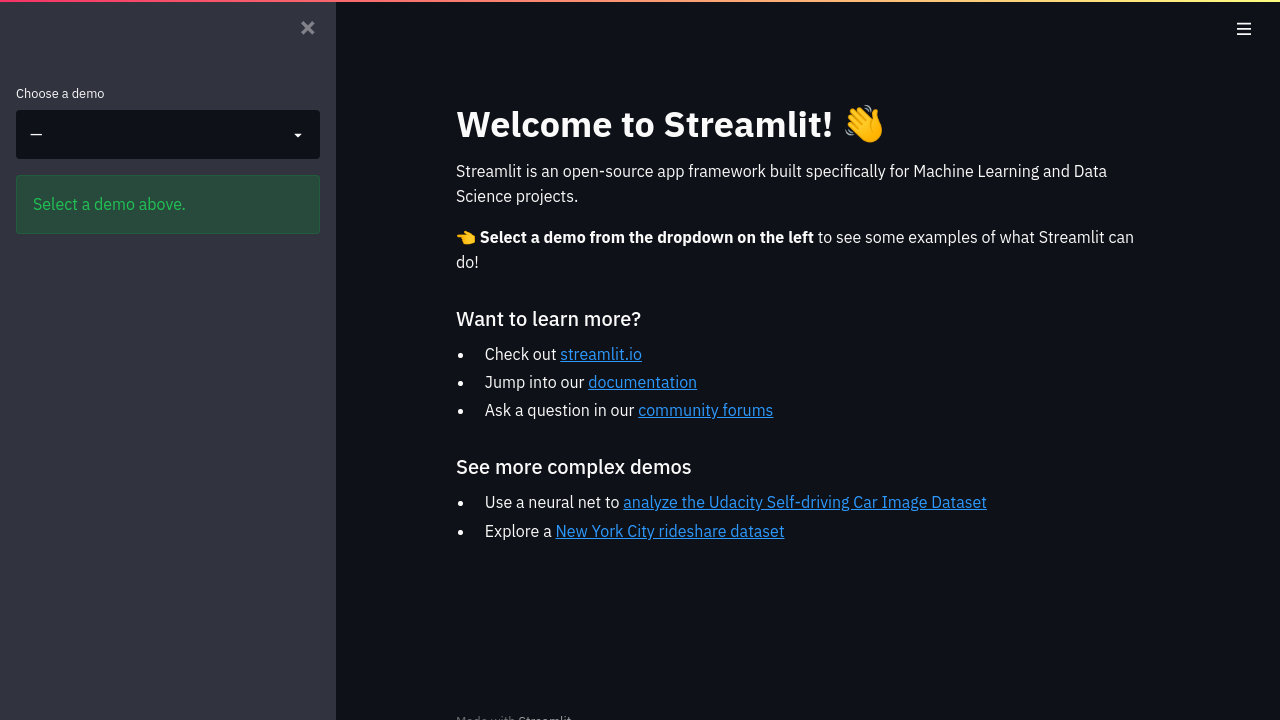 Choose a demo
—
Select a demo above.
Welcome to Streamlit! 👋
Streamlit is an open-source app framework built specifically for Machine Learning and Data
Science projects.
👈 Select a demo from the dropdown on the left to see some examples of what Streamlit can
do!
Want to learn more?
• Check out streamlit.io
• Jump into our documentation
• Ask a question in our community forums
See more complex demos
• Use a neural net to analyze the Udacity Self-driving Car Image Dataset
• Explore a New York City rideshare dataset
Made with Streamlit